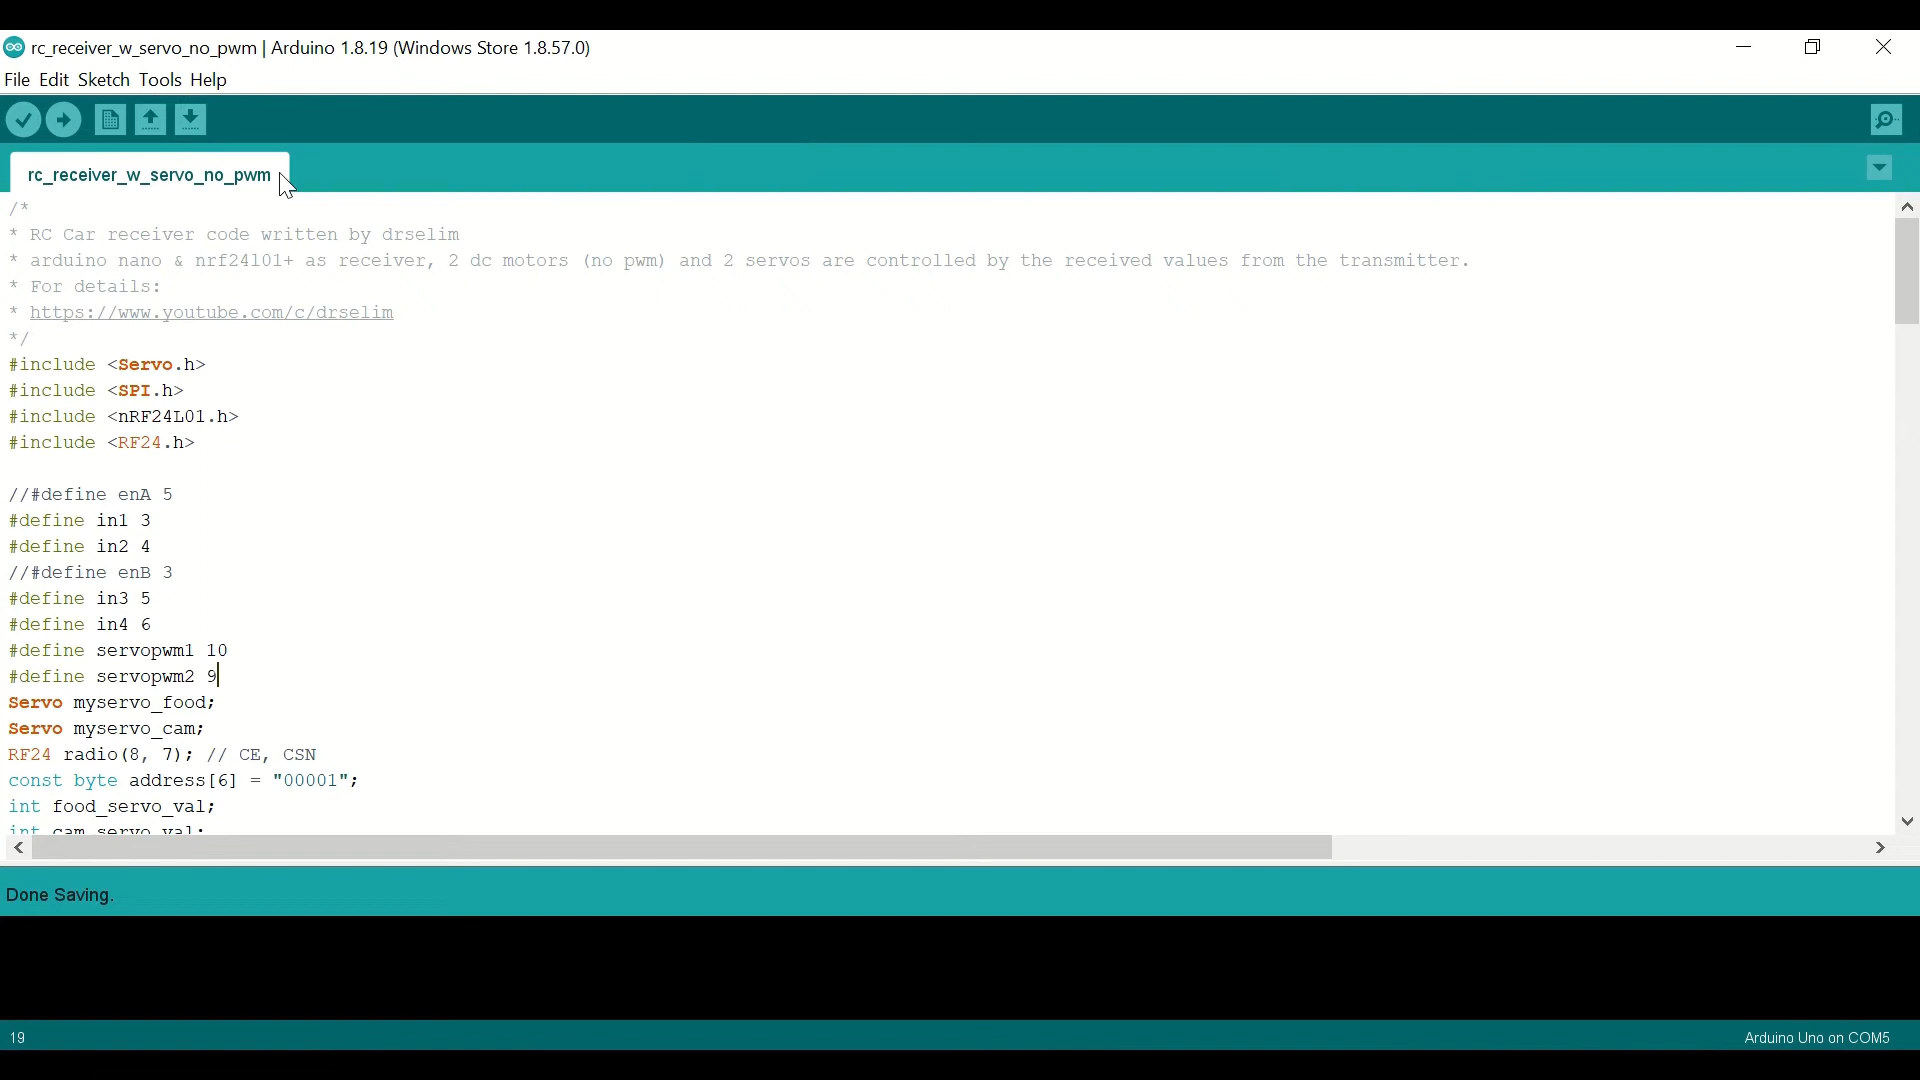 rc_receiver_w_servo_no_pwm | Arduino 1.8.19 (Windows Store 1.8.57.0)
File Edit Sketch Tools Help
rc_receiver_w_servo_no_pwm
/*
* RC Car receiver code written by drselim
* arduino nano & nrf24l01+ as receiver, 2 dc motors (no pwm) and 2 servos are controlled by the received values from the transmitter.
* For details:
* https://www.youtube.com/c/drselim
*/
#include <Servo.h>
#include <SPI.h>
#include <nRF24L01.h>
#include <RF24.h>
//#define enA 5
#define in1 3
#define in2 4
//#define enB 3
#define in3 5
#define in4 6
#define servopwm1 10
#define servopwm2 9
Servo myservo_food;
Servo myservo_cam;
RF24 radio(8, 7); // CE, CSN
const byte address[6] = "00001";
int food_servo_val;
int cam_servo_val;
Done Saving.
19
Arduino Uno on COM5